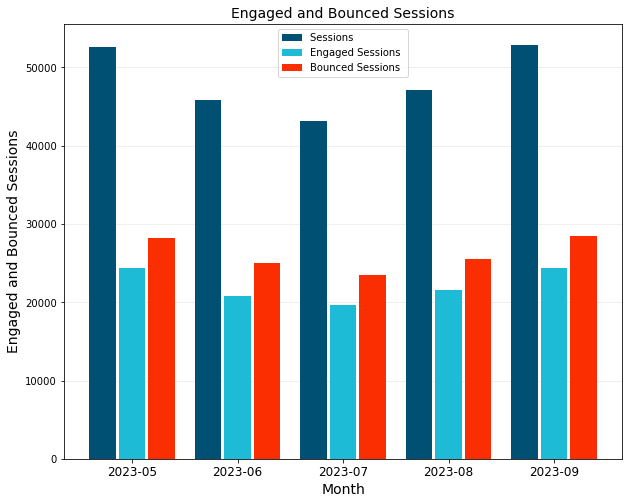 Engaged and Bounced Sessions
Sessions
Engaged Sessions
Bounced Sessions
Engaged and Bounced Sessions
50000
40000
30000
20000
10000
0
2023-05 2023-06 2023-07 2023-08 2023-09
Month